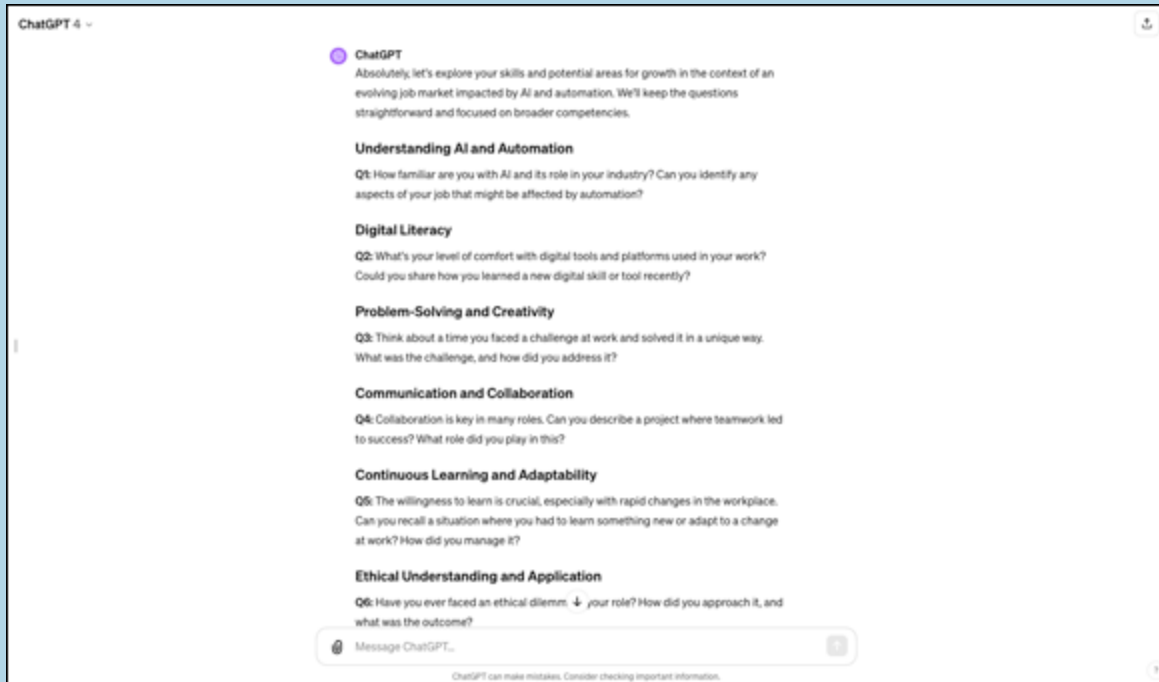 ChatGPT 4
ChatGPT
Absolutely, let's explore your skills and potential areas for growth in the context of an
evolving job market impacted by AI and automation. We'll keep the questions
straightforward and focused on broader competencies.
Understanding AI and Automation
Q1: How familiar are you with AI and its role in your industry? Can you identify any
aspects of your job that might be affected by automation?
Digital Literacy
Q2: What's your level of comfort with digital tools and platforms used in your work?
Could you share how you learned a new digital skill or tool recently?
Problem-Solving and Creativity
Q3: Think about a time you faced a challenge at work and solved it in a unique way.
What was the challenge, and how did you address it?
Communication and Collaboration
Q4: Collaboration is key in many roles. Can you describe a project where teamwork led
to success? What role did you play in this?
Continuous Learning and Adaptability
Q5: The willingness to learn is crucial, especially with rapid changes in the workplace.
Can you recall a situation where you had to learn something new or adapt to a change
at work? How did you manage it?
Ethical Understanding and Application
Q6: Have you ever faced an ethical dilemm your role? How did you approach it, and
what was the outcome?
Message ChatGPT...
ChatGPT can make mistakes. Consider checking important information.
?